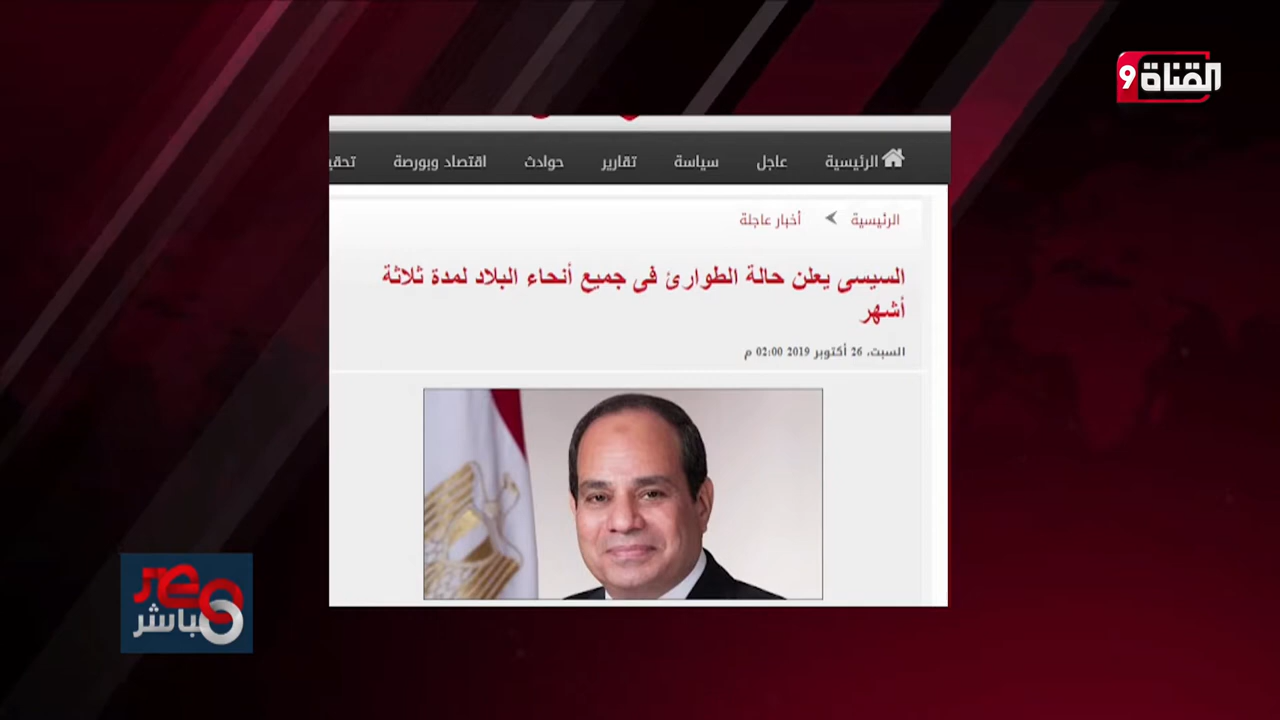 القناة 9
الرئيسية عاجل سياسة تقارير حوادث اقتصاد وبورصة تحقي
الرئيسية أخبار عاجلة
السيسى يعلن حالة الطوارئ فى جميع أنحاء البلاد لمدة ثلاثة
أشهر
السبت، 26 أكتوبر 2019 02:00 م
مصر
مباشر